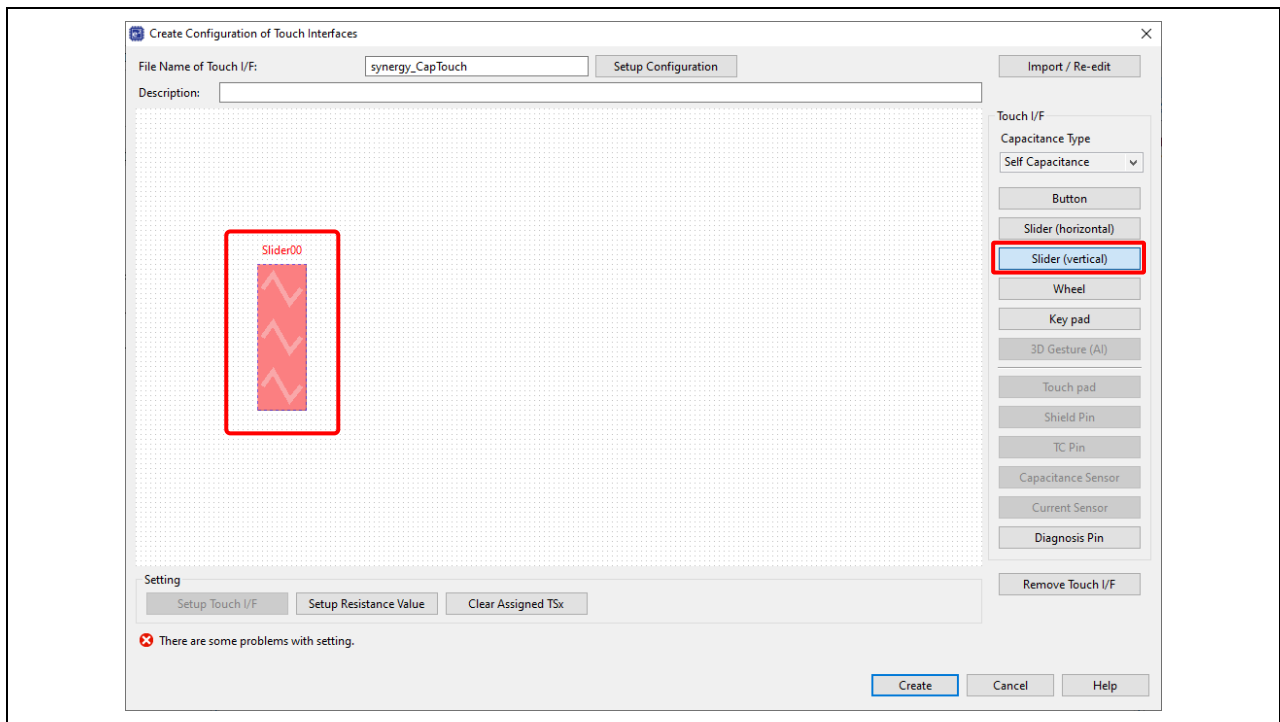 Create Configuration of Touch Interfaces
File Name of Touch I/F: synergy_CapTouch Setup Configuration Import / Re-edit
Description:
Touch I/F
Capacitance Type
Self Capacitance
Button
Slider (horizontal)
Slider00
Slider (vertical)
Wheel
Key pad
3D Gesture (AI)
Touch pad
Shield Pin
TC Pin
Capacitance Sensor
Current Sensor
Diagnosis Pin
Setting
Remove Touch I/F
Setup Touch I/F Setup Resistance Value Clear Assigned TSx
There are some problems with setting.
Create Cancel Help